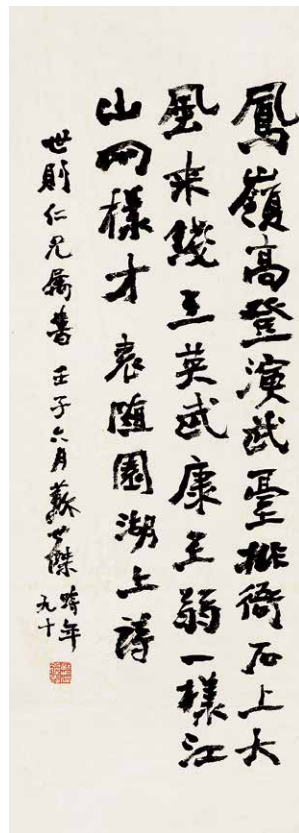 鳳嶺高登演武臺排衙石上大
風來錢王英武康王弱一樣江
山兩樣才 袁隨園湖上詩
世則仁兄屬書 壬子六月蘇世傑時年
九十